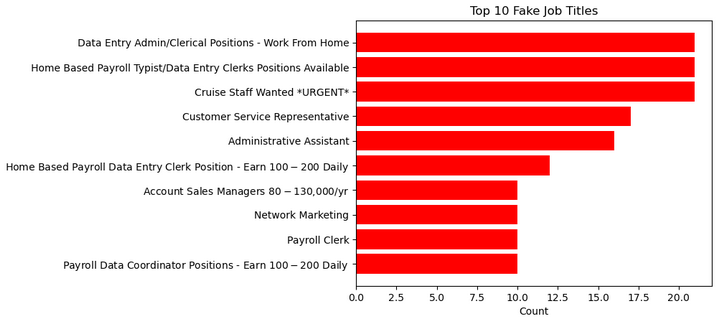 Top 10 Fake Job Titles
Data Entry Admin/Clerical Positions - Work From Home
Home Based Payroll Typist/Data Entry Clerks Positions Available
Cruise Staff Wanted *URGENT*
Customer Service Representative
Administrative Assistant
Home Based Payroll Data Entry Clerk Position - Earn 100 − 200 Daily
Account Sales Managers 80 − 130,000/yr
Network Marketing
Payroll Clerk
Payroll Data Coordinator Positions - Earn 100 − 200 Daily
0.0 2.5 5.0 7.5 10.0 12.5 15.0 17.5 20.0
Count